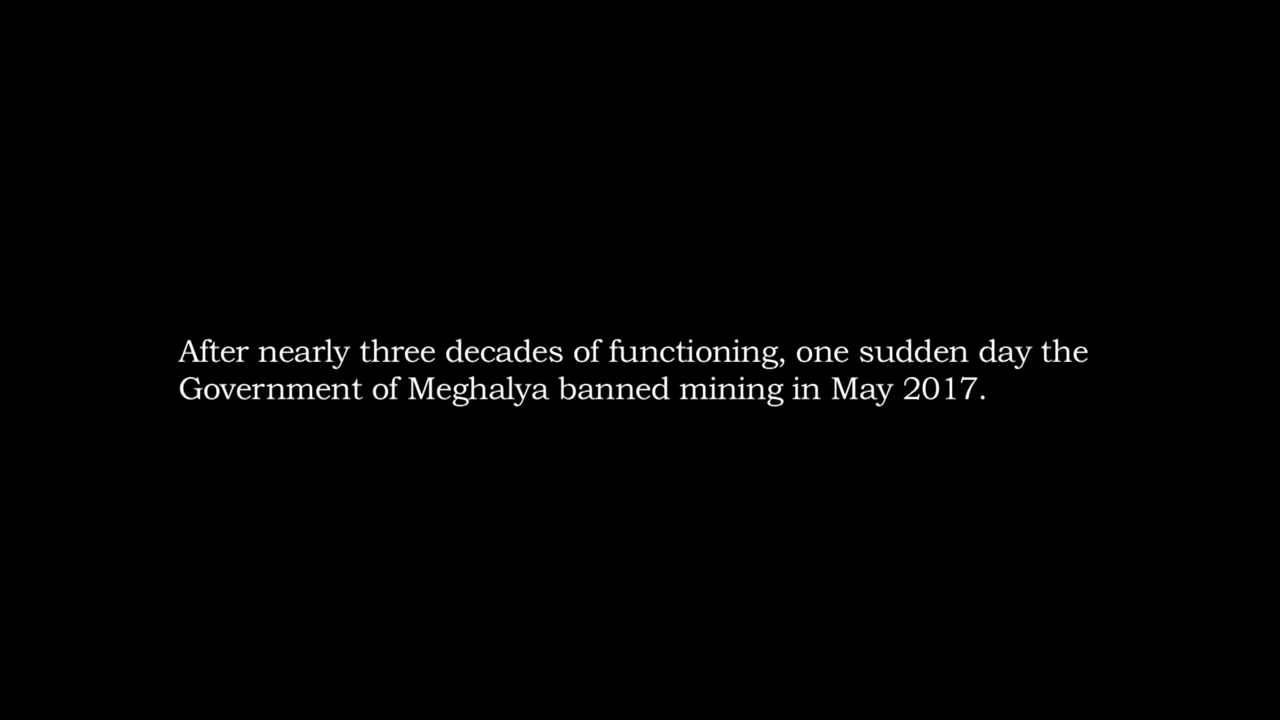 After nearly three decades of functioning, one sudden day the
Government of Meghalya banned mining in May 2017.